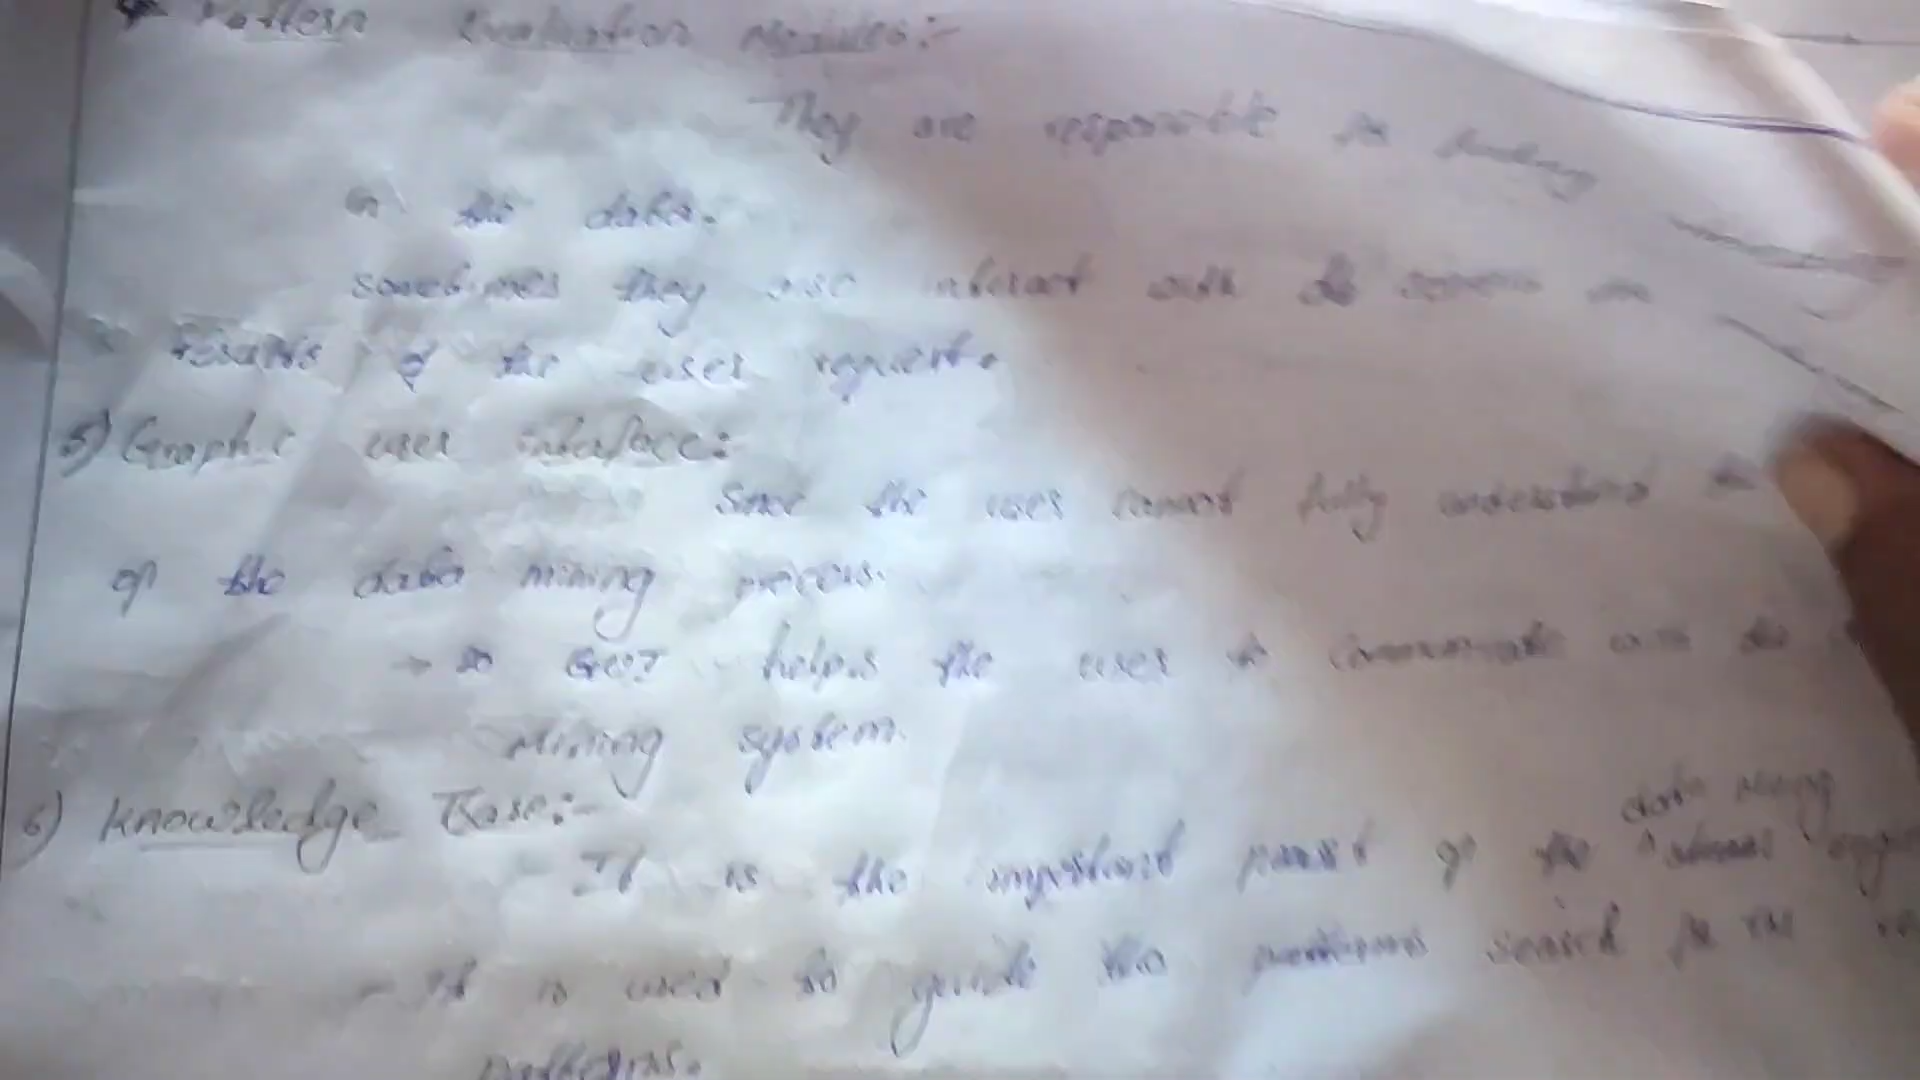 Pattern Evaluation Modules:-
They are responsible for finding
in the data.
sometimes they also interact with the
results of the user request.
5) Graphic user interface:
Since the user cannot fully understand the
of the data mining process.
→ so GUI helps the user to communicate with the
Mining system.
6) Knowledge Base:-
data mining
It is the important part of the
- It is used to guide the search for the
patterns.